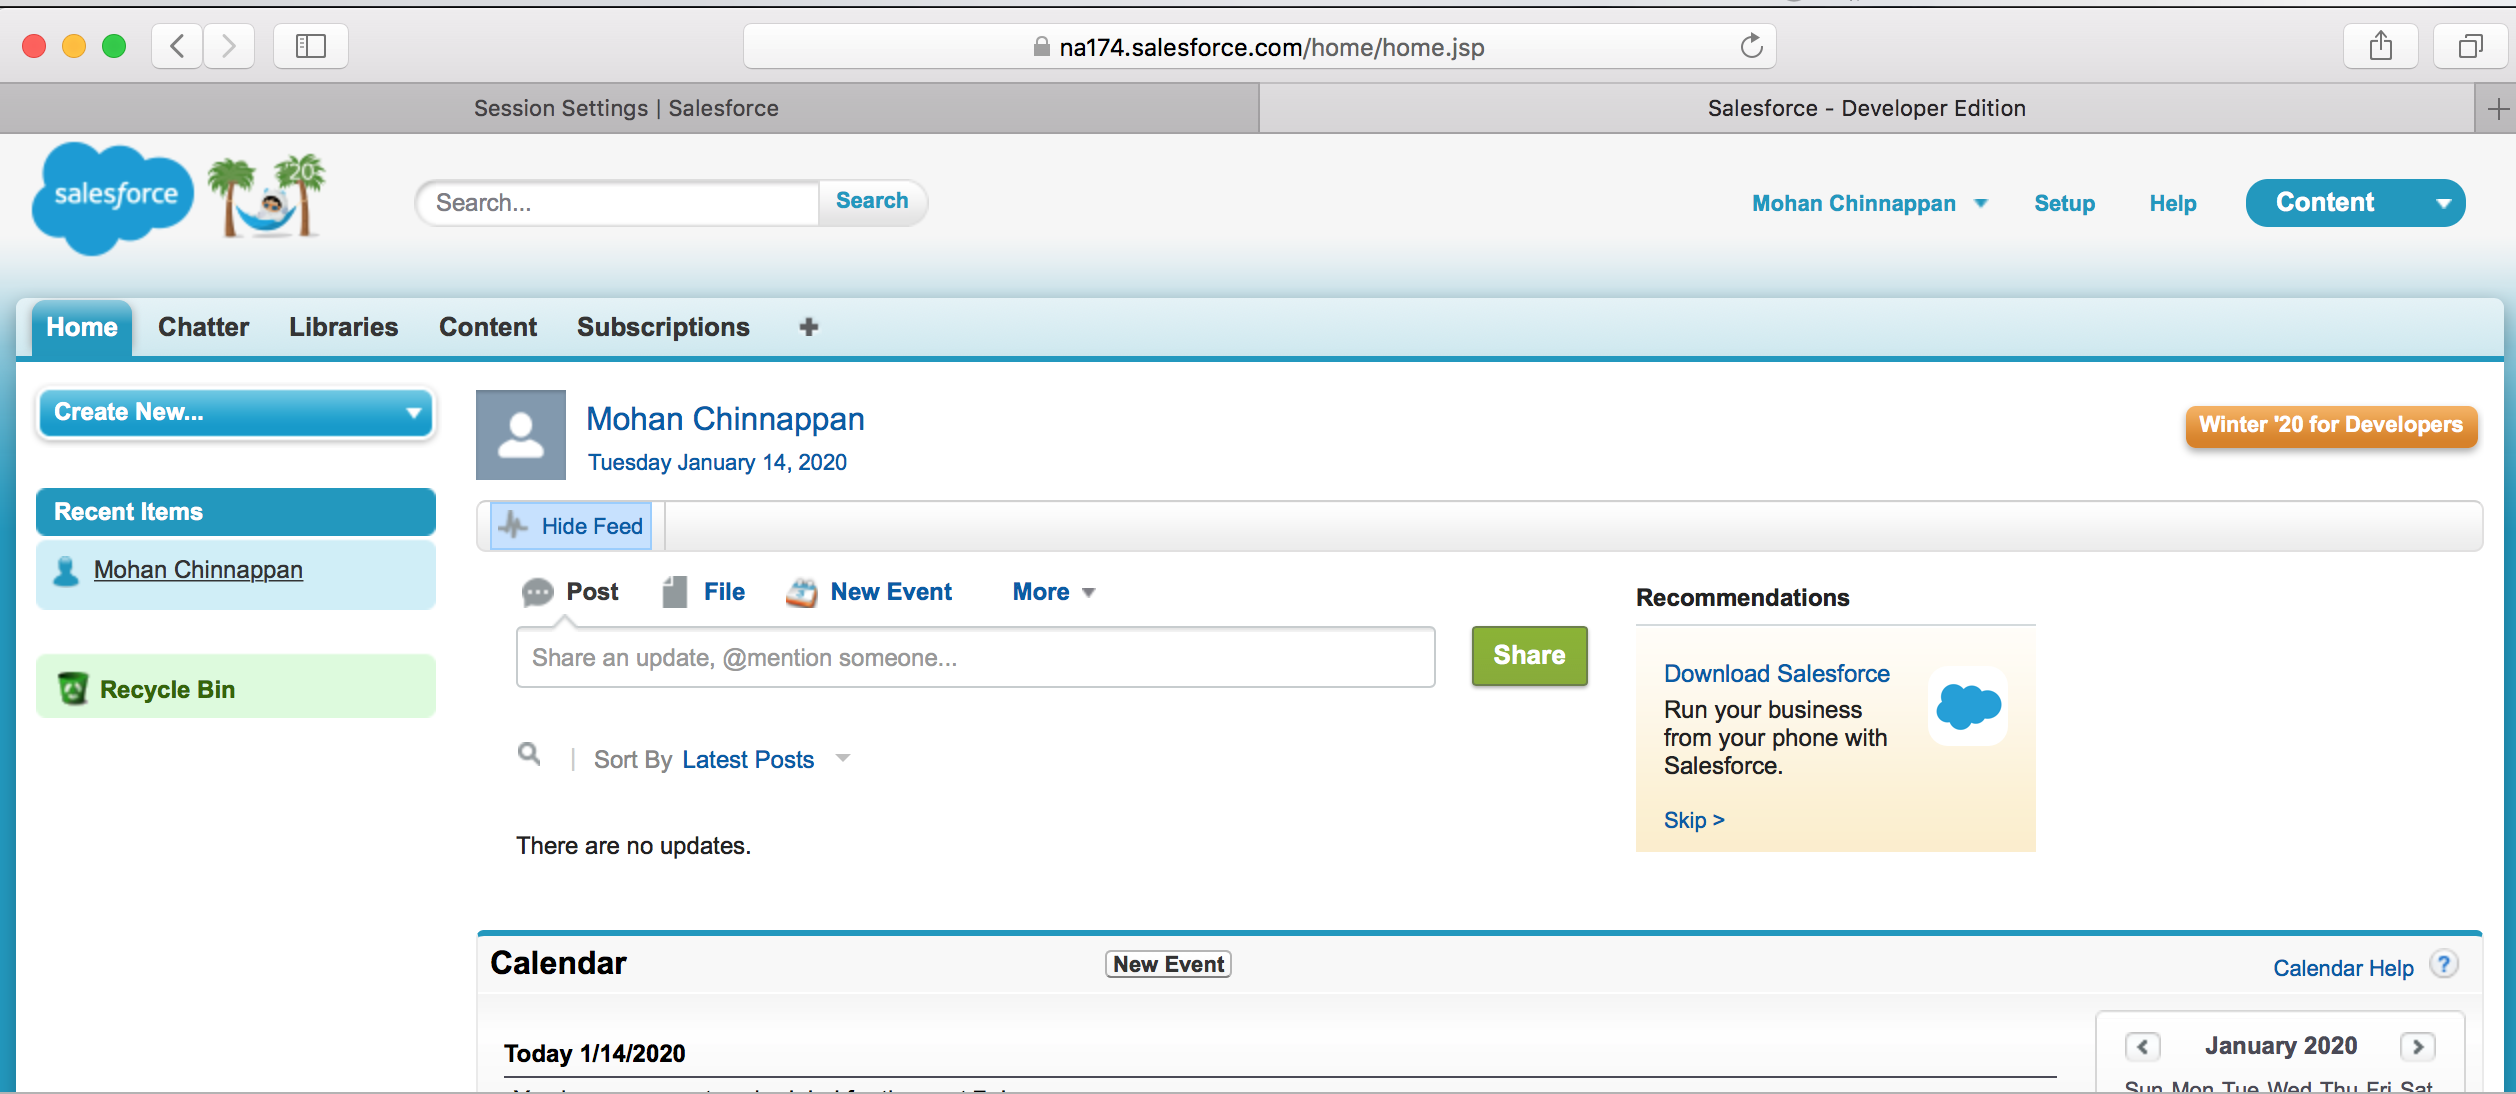 na174.salesforce.com/home/home.jsp
Session Settings | Salesforce
Salesforce - Developer Edition
salesforce
'20
Search...
Search
Mohan Chinnappan
Setup
Help
Content
Home
Chatter
Libraries
Content
Subscriptions
Create New...
Recent Items
Mohan Chinnappan
Recycle Bin
Mohan Chinnappan
Tuesday January 14, 2020
Winter '20 for Developers
Hide Feed
Post
File
New Event
More
Share an update, @mention someone...
Share
Sort By Latest Posts
There are no updates.
Recommendations
Download Salesforce
Run your business
from your phone with
Salesforce.
Skip >
Calendar
New Event
Calendar Help ?
Today 1/14/2020
January 2020
Sun Mon Tue Wed Thu Fri Sat